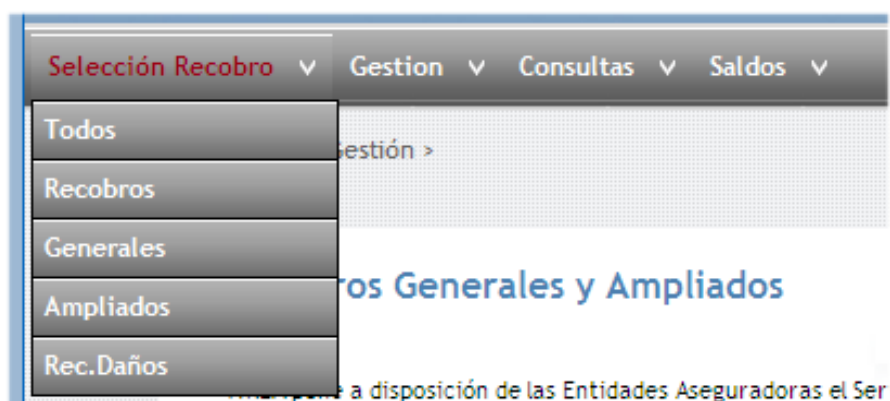 Selección Recobro Gestion Consultas Saldos
Todos
estión >
Recobros
Generales
ros Generales y Ampliados
Ampliados
Rec.Daños
a disposición de las Entidades Aseguradoras el Ser